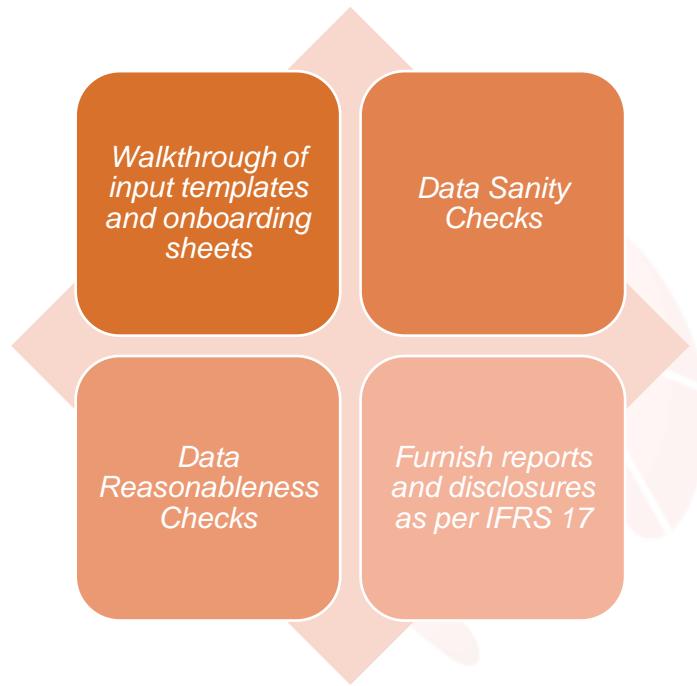 Walkthrough of
input templates
and onboarding
sheets
Data Sanity
Checks
Data
Reasonableness
Checks
Furnish reports
and disclosures
as per IFRS 17